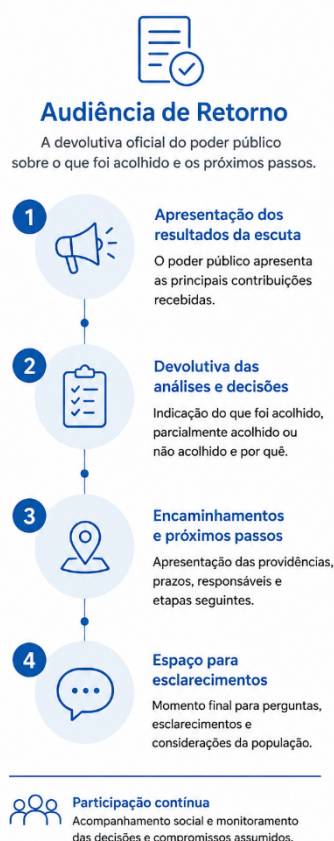 Audiência de Retorno
A devolutiva oficial do poder público
sobre o que foi acolhido e os próximos passos.
1
Apresentação dos
resultados da escuta
O poder público apresenta
as principais contribuições
recebidas.
2
Devolutiva das
análises e decisões
Indicação do que foi acolhido,
parcialmente acolhido ou
não acolhido e por quê.
3
Encaminhamentos
e próximos passos
Apresentação das providências,
prazos, responsáveis e
etapas seguintes.
4
Espaço para
esclarecimentos
Momento final para perguntas,
esclarecimentos e
considerações da população.
Participação contínua
Acompanhamento social e monitoramento
das decisões e compromissos assumidos.